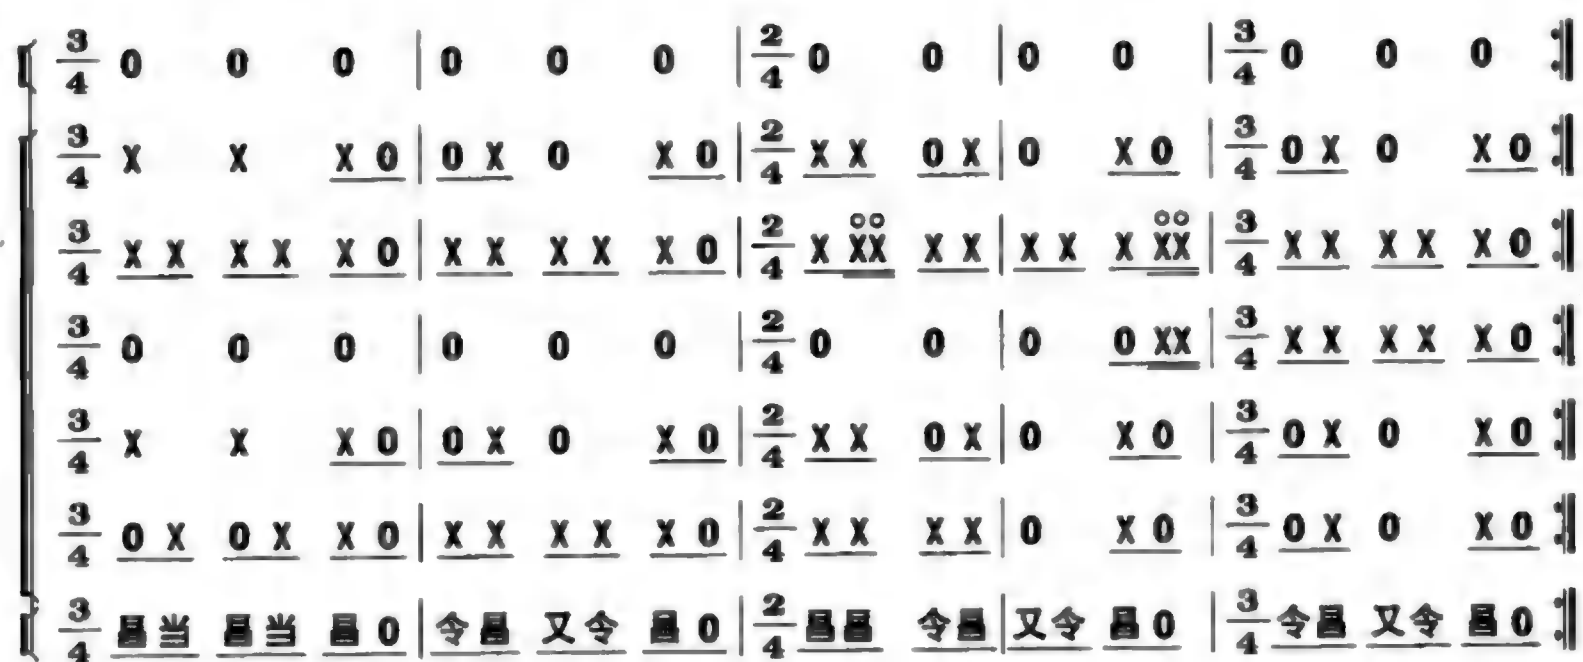 3/4 0 0 0 | 0 0 0 | 2/4 0 0 | 0 0 | 3/4 0 0 0 :‖
3/4 X X X 0 | 0 X 0 X 0 | 2/4 X X 0 X | 0 X 0 | 3/4 0 X 0 X 0 :‖
3/4 X X X X X 0 | X X X X X 0 | 2/4 X XX X X | X X X XX | 3/4 X X X X X 0 :‖
3/4 0 0 0 | 0 0 0 | 2/4 0 0 | 0 0 XX | 3/4 X X X X X 0 :‖
3/4 X X X 0 | 0 X 0 X 0 | 2/4 X X 0 X | 0 X 0 | 3/4 0 X 0 X 0 :‖
3/4 0 X 0 X X 0 | X X X X X 0 | 2/4 X X X X | 0 X 0 | 3/4 0 X 0 X 0 :‖
3/4 昌当 昌当 昌0 | 令昌 又令 昌0 | 2/4 昌昌 令昌 | 又令 昌0 | 3/4 令昌 又令 昌0 :‖